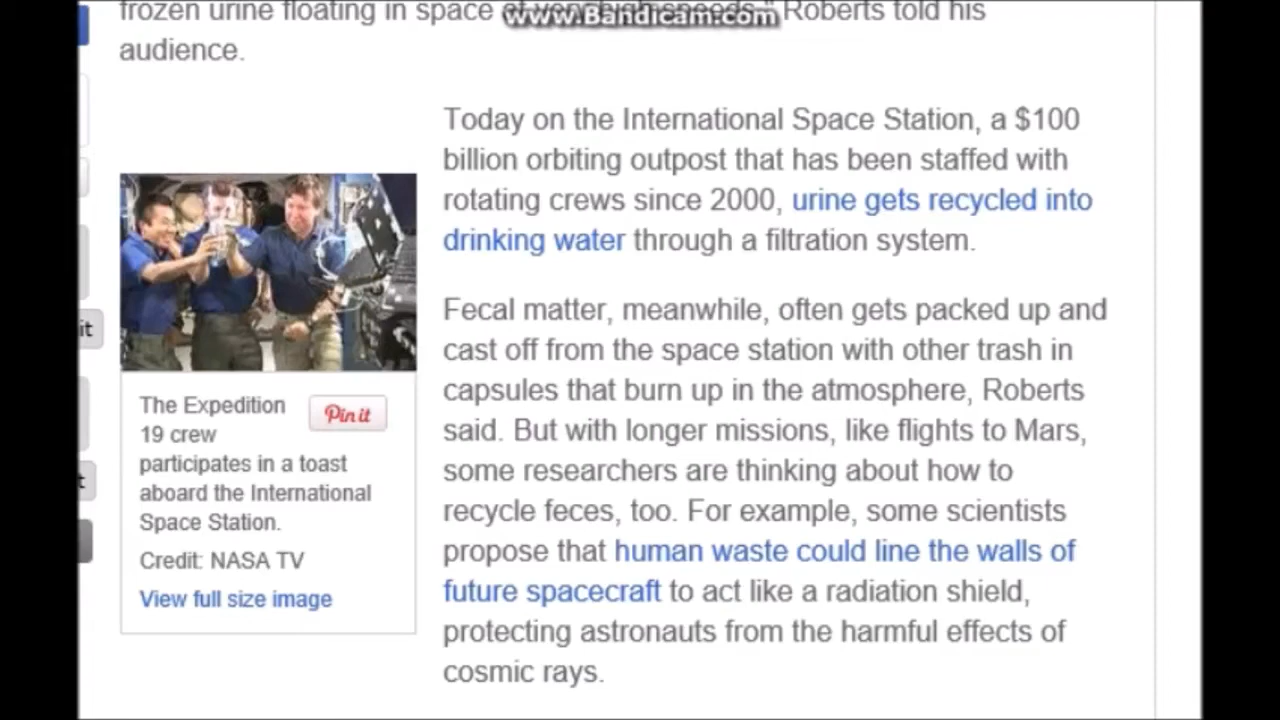 www.Bandicam.com
frozen urine floating in space at very high speeds," Roberts told his
audience.
Today on the International Space Station, a $100
billion orbiting outpost that has been staffed with
rotating crews since 2000, urine gets recycled into
drinking water through a filtration system.
Fecal matter, meanwhile, often gets packed up and
cast off from the space station with other trash in
capsules that burn up in the atmosphere, Roberts
said. But with longer missions, like flights to Mars,
some researchers are thinking about how to
recycle feces, too. For example, some scientists
propose that human waste could line the walls of
future spacecraft to act like a radiation shield,
protecting astronauts from the harmful effects of
cosmic rays.
it
t
The Expedition
Pin it
19 crew
participates in a toast
aboard the International
Space Station.
Credit: NASA TV
View full size image